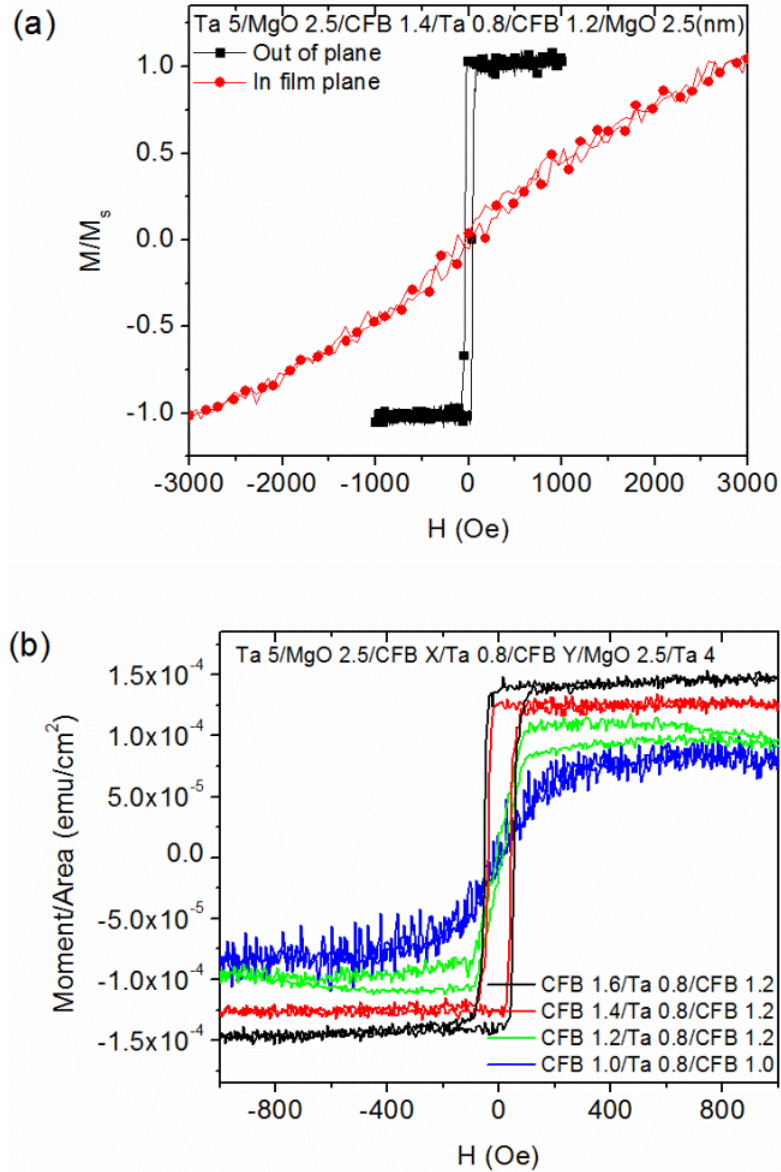 (a)
Ta 5/MgO 2.5/CFB 1.4/Ta 0.8/CFB 1.2/MgO 2.5(nm)
Out of plane
In film plane
1.0
0.5
0.0
-0.5
-1.0
M/Ms
-3000 -2000 -1000 0 1000 2000 3000
H (Oe)
(b)
Ta 5/MgO 2.5/CFB X/Ta 0.8/CFB Y/MgO 2.5/Ta 4
1.5x10⁻⁴
1.0x10⁻⁴
5.0x10⁻⁵
0.0
-5.0x10⁻⁵
-1.0x10⁻⁴
-1.5x10⁻⁴
Moment/Area (emu/cm²)
CFB 1.6/Ta 0.8/CFB 1.2
CFB 1.4/Ta 0.8/CFB 1.2
CFB 1.2/Ta 0.8/CFB 1.2
CFB 1.0/Ta 0.8/CFB 1.0
-800 -400 0 400 800
H (Oe)